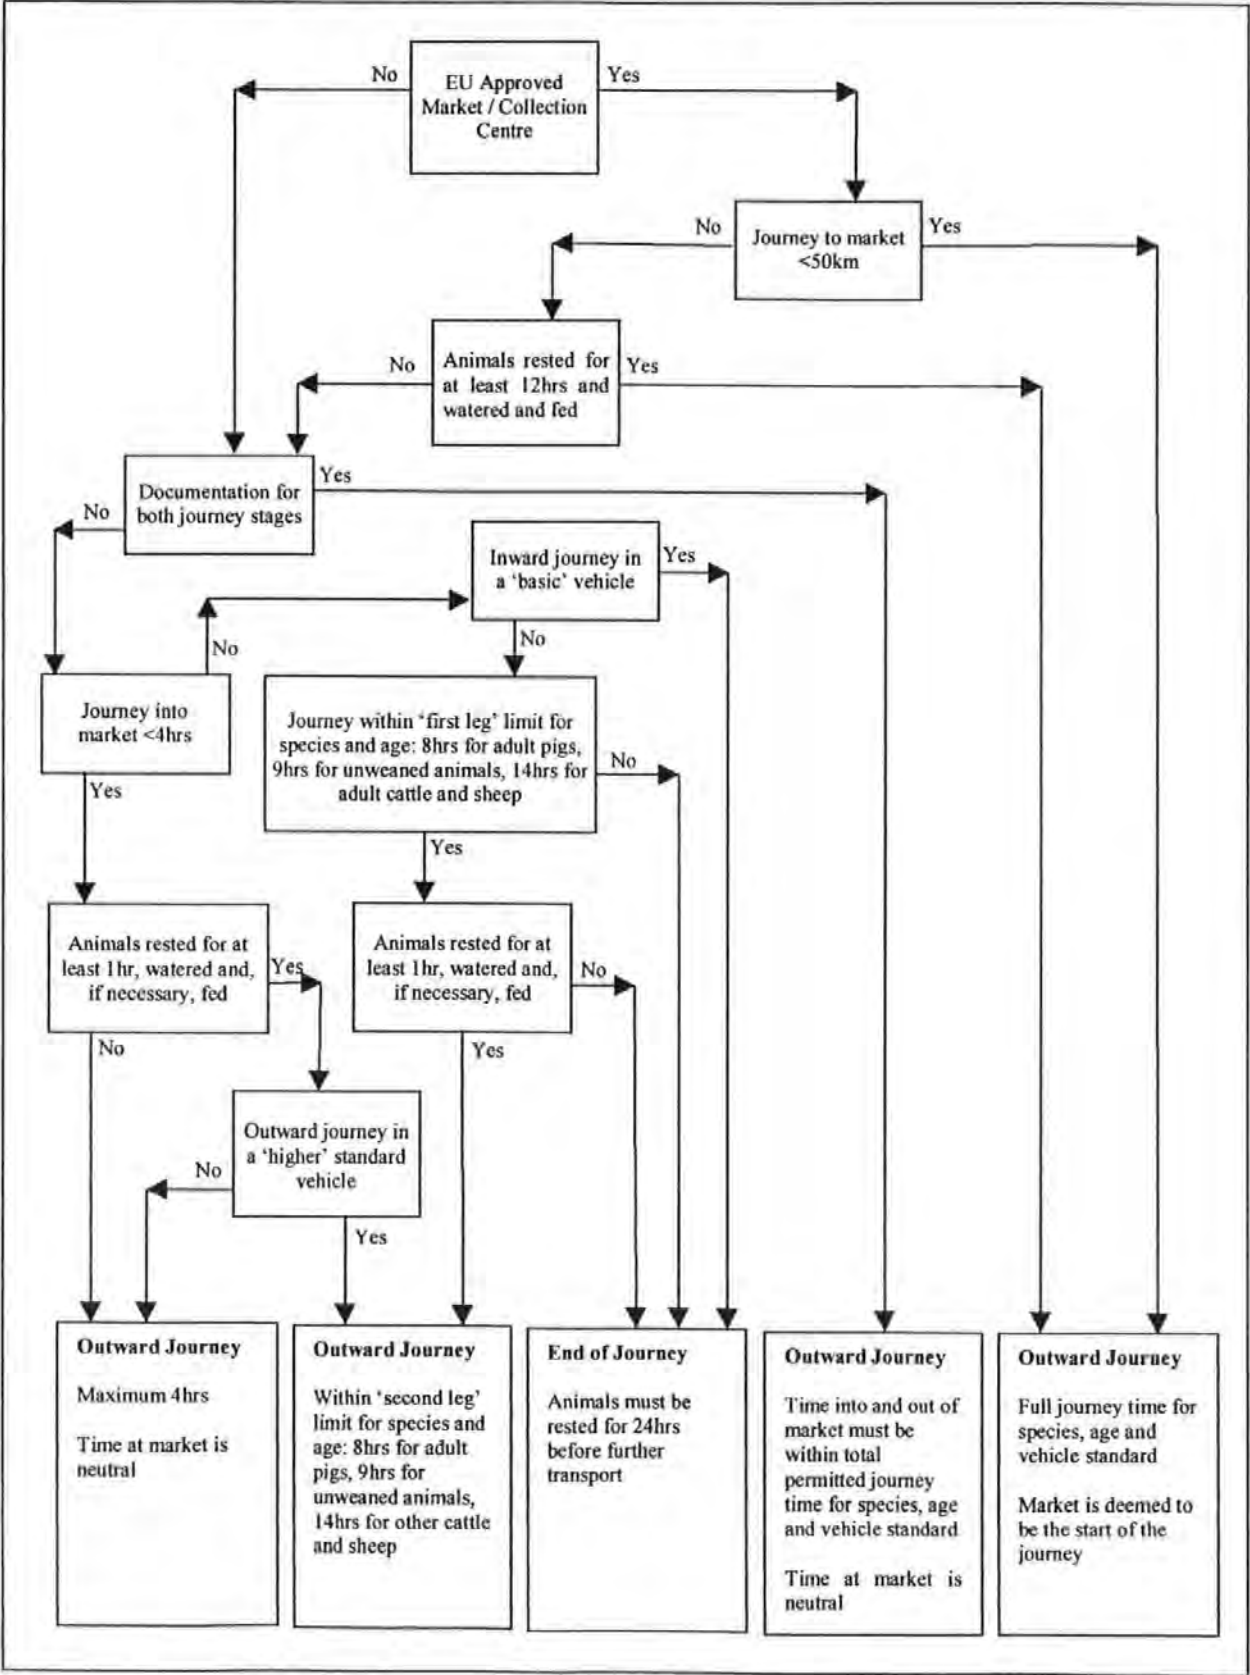 No
EU Approved
Market / Collection
Centre
Yes
No
Journey to market
<50km
Yes
No
Animals rested for
at least 12hrs and
watered and fed
Yes
Documentation for
both journey stages
Yes
No
Inward journey in
a 'basic' vehicle
Yes
No
No
Journey into
market <4hrs
Yes
Journey within 'first leg' limit for
species and age: 8hrs for adult pigs,
9hrs for unweaned animals, 14hrs for
adult cattle and sheep
No
Yes
Animals rested for at
least 1hr, watered and,
if necessary, fed
Yes
No
Animals rested for at
least 1hr, watered and,
if necessary, fed
No
Yes
Outward journey in
a 'higher' standard
vehicle
No
Yes
Outward Journey
Maximum 4hrs
Time at market is
neutral
Outward Journey
Within 'second leg'
limit for species and
age: 8hrs for adult
pigs, 9hrs for
unweaned animals,
14hrs for other cattle
and sheep
End of Journey
Animals must be
rested for 24hrs
before further
transport
Outward Journey
Time into and out of
market must be
within total
permitted journey
time for species, age
and vehicle standard
Time at market is
neutral
Outward Journey
Full journey time for
species, age and
vehicle standard
Market is deemed to
be the start of the
journey